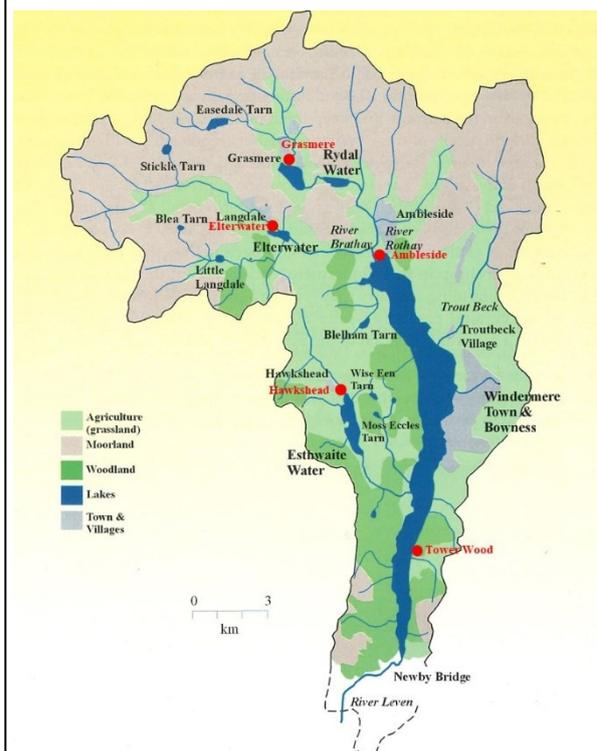 Easedale Tarn
Grasmere
Grasmere
Rydal
Water
Stickle Tarn
Blea Tarn
Langdale
Elterwater
Elterwater
River
Brathay
River
Rothay
Ambleside
Ambleside
Little
Langdale
Trout Beck
Blelham Tarn
Troutbeck
Village
Hawkshead
Hawkshead
Wise Een
Tarn
Windermere
Town &
Bowness
Moss Eccles
Tarn
Esthwaite
Water
Agriculture
(grassland)
Moorland
Woodland
Lakes
Town &
Villages
Tower Wood
0 3
km
Newby Bridge
River Leven